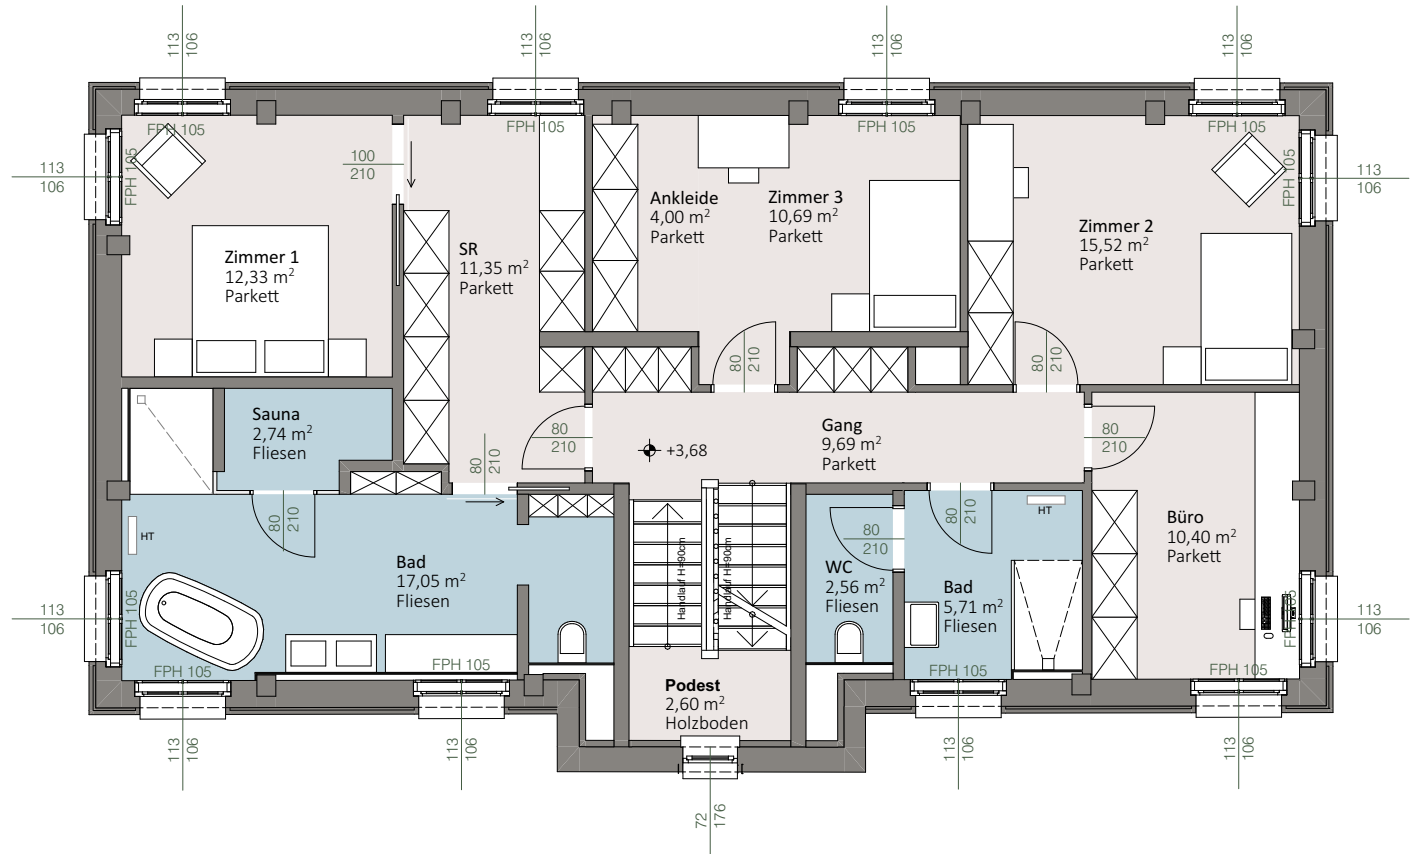 113
106
113
106
113
106
113
106
FPH 105
FPH 105
FPH 105
FPH 105
113
106
FPH 105
100
210
FPH 105
113
106
Zimmer 1
12,33 m²
Parkett
SR
11,35 m²
Parkett
Ankleide
4,00 m²
Parkett
Zimmer 3
10,69 m²
Parkett
Zimmer 2
15,52 m²
Parkett
80
210
80
210
Sauna
2,74 m²
Fliesen
80
210
+3,68
Gang
9,69 m²
Parkett
80
210
80
210
80
210
HT
Bad
17,05 m²
Fliesen
Handlauf H=90cm
Handlauf H=90cm
80
210
80
210
HT
WC
2,56 m²
Fliesen
Bad
5,71 m²
Fliesen
Büro
10,40 m²
Parkett
113
106
FPH 105
FPH 105
113
106
FPH 105
FPH 105
FPH 105
FPH 105
Podest
2,60 m²
Holzboden
113
106
113
106
113
106
113
106
72
176